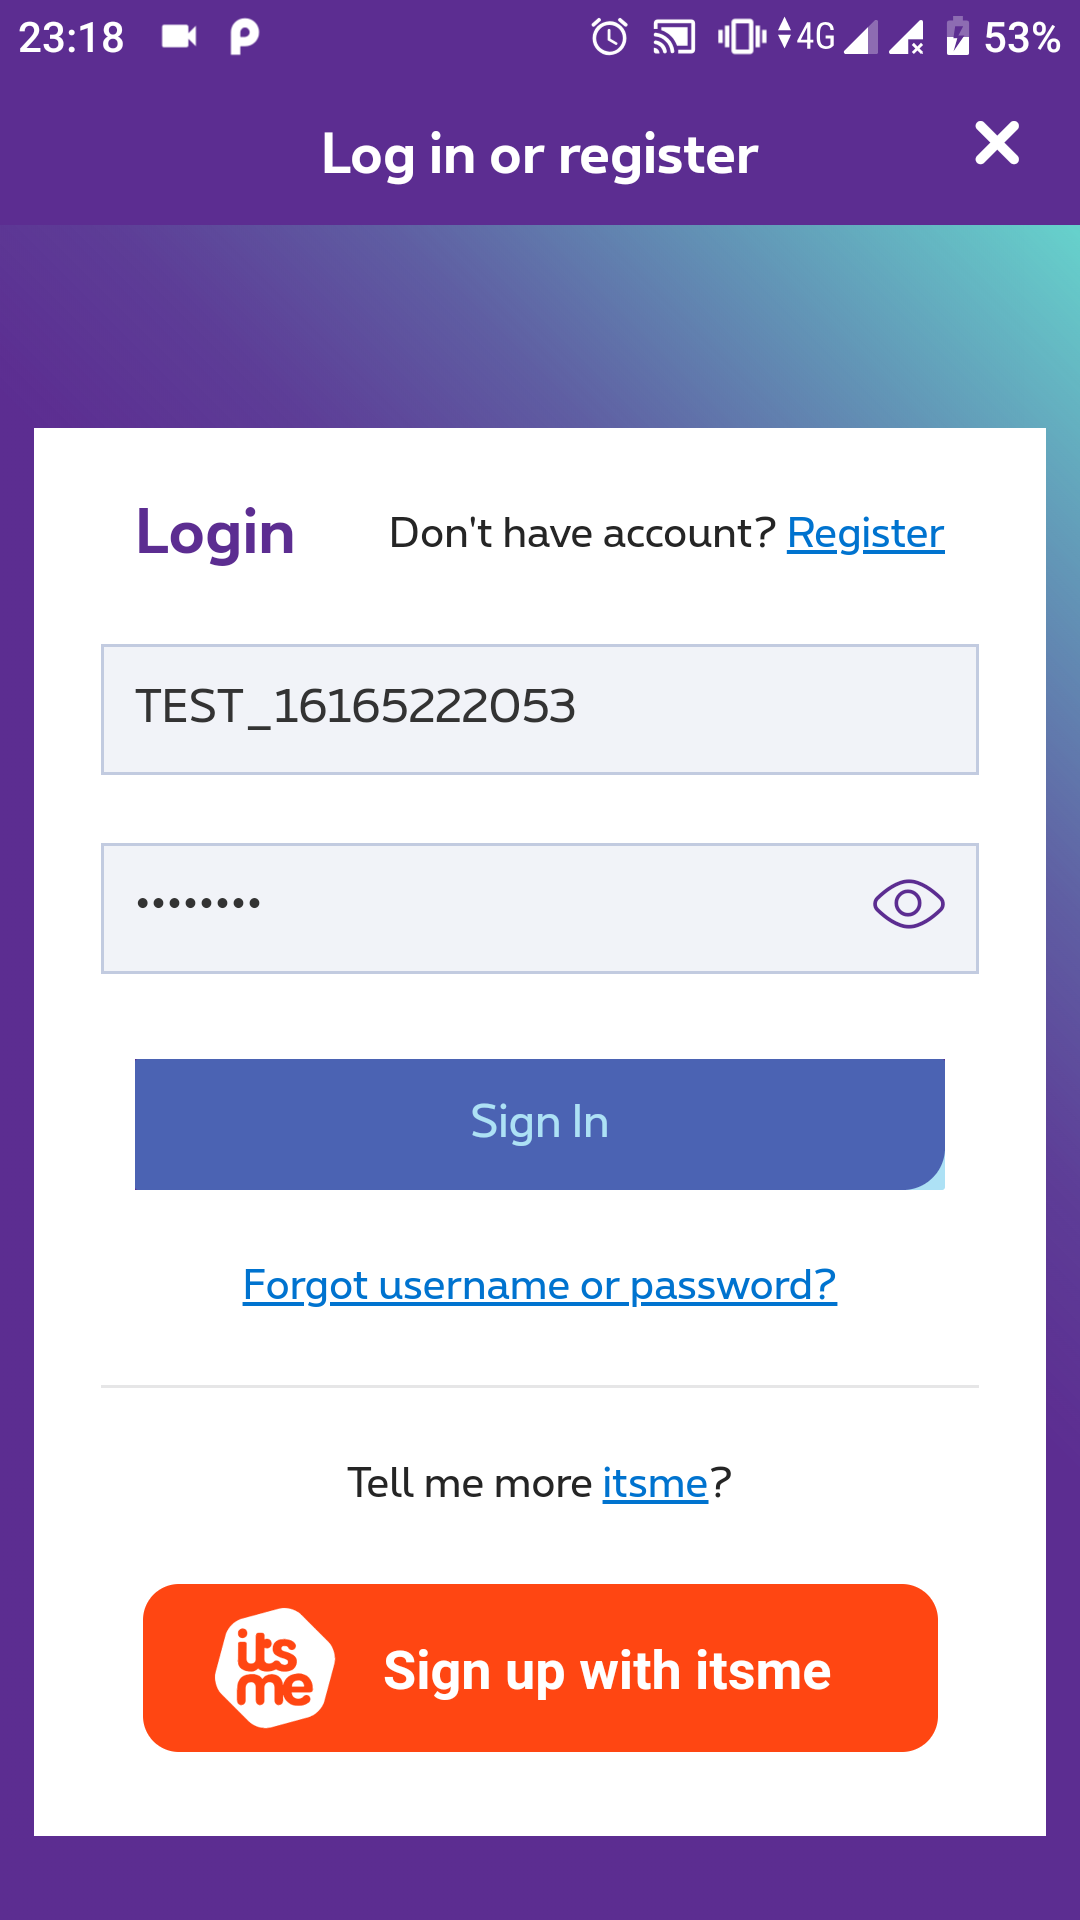 23:18 4G 53%
Log in or register
Login Don't have account? Register
TEST_16165222053
••••••••
Sign In
Forgot username or password?
Tell me more itsme?
its
me
Sign up with itsme